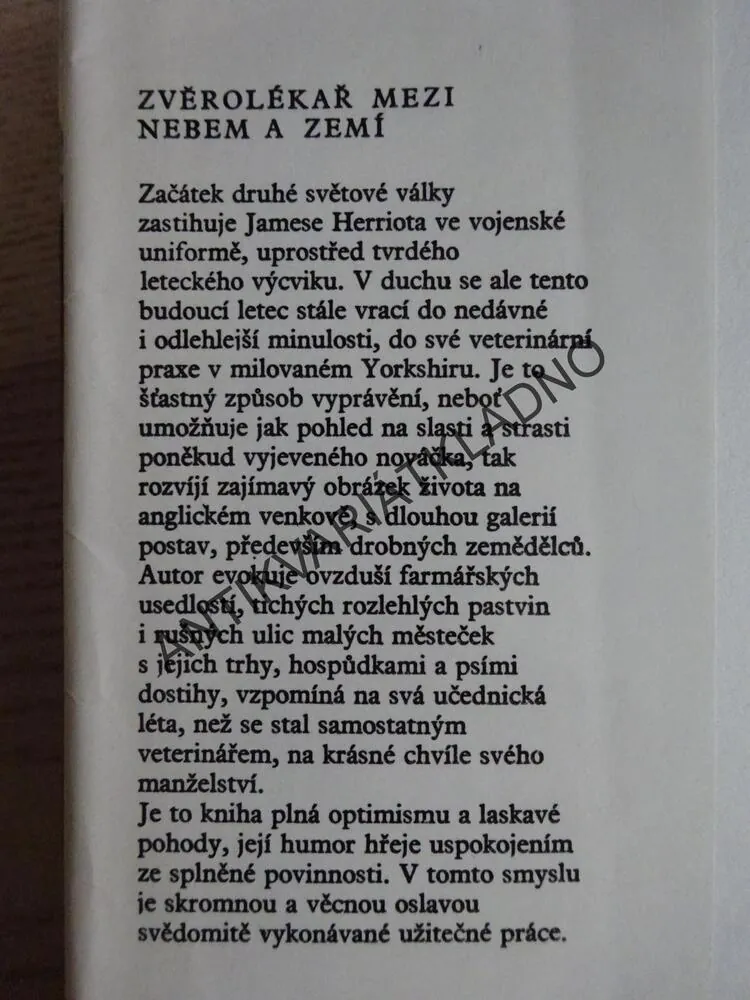 ZVĚROLÉKAŘ MEZI
NEBEM A ZEMÍ
Začátek druhé světové války
zastihuje Jamese Herriota ve vojenské
uniformě, uprostřed tvrdého
leteckého výcviku. V duchu se ale tento
budoucí letec stále vrací do nedávné
i odlehlejší minulosti, do své veterinární
praxe v milovaném Yorkshiru. Je to
šťastný způsob vyprávění, neboť
umožňuje jak pohled na slasti a strasti
poněkud vyjeveného nováčka, tak
rozvíjí zajímavý obrázek života na
anglickém venkově, s dlouhou galerií
postav, především drobných zemědělců.
Autor evokuje ovzduší farmářských
usedlostí, tichých rozlehlých pastvin
i rušných ulic malých městeček
s jejich trhy, hospůdkami a psími
dostihy, vzpomíná na svá učednická
léta, než se stal samostatným
veterinářem, na krásné chvíle svého
manželství.
Je to kniha plná optimismu a laskavé
pohody, její humor hřeje uspokojením
ze splněné povinnosti. V tomto smyslu
je skromnou a věcnou oslavou
svědomitě vykonávané užitečné práce.
ANTIKVARIÁT KLADNO